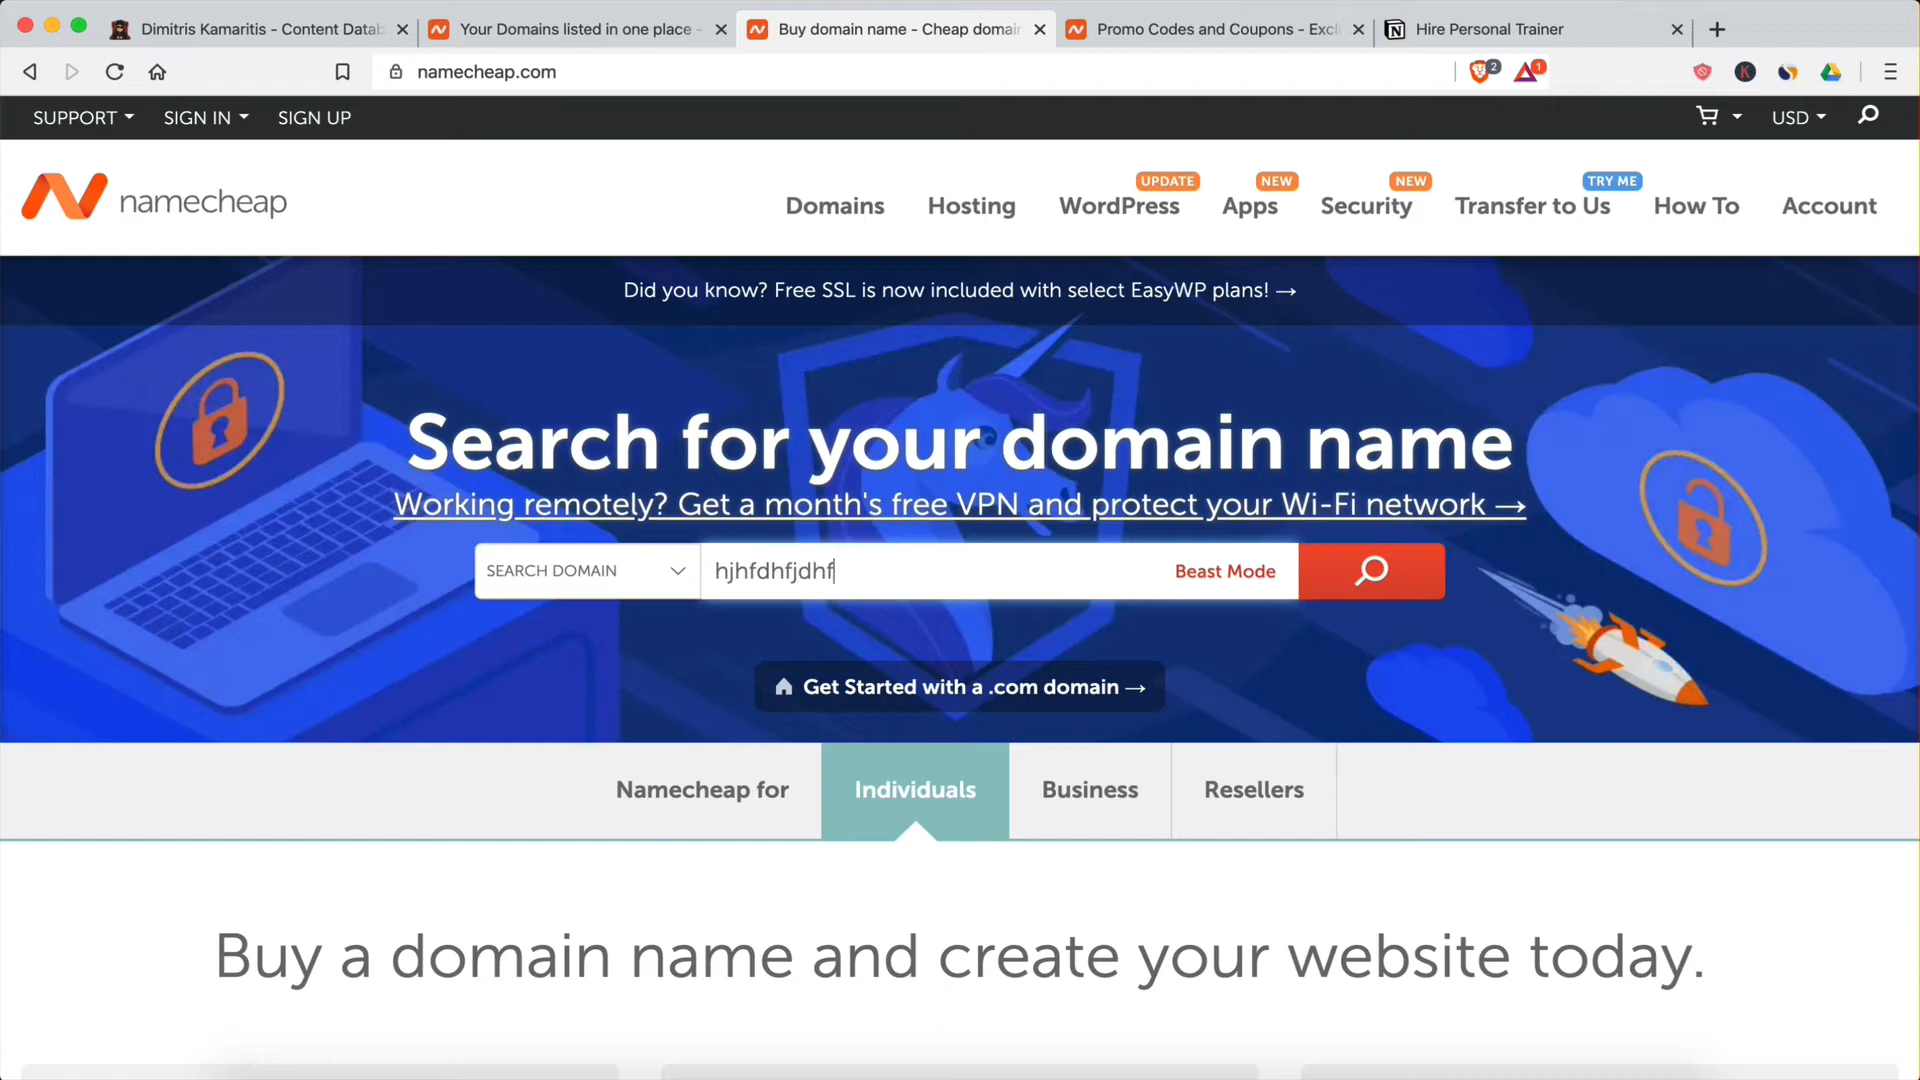 Dimitris Kamaritis - Content Datab
Your Domains listed in one place -
Buy domain name - Cheap domain
Promo Codes and Coupons - Excl
Hire Personal Trainer
namecheap.com
2
1
K
SUPPORT
SIGN IN
SIGN UP
USD
namecheap
UPDATE
NEW
NEW
TRY ME
Domains
Hosting
WordPress
Apps
Security
Transfer to Us
How To
Account
Did you know? Free SSL is now included with select EasyWP plans! →
Search for your domain name
Working remotely? Get a month's free VPN and protect your Wi-Fi network →
SEARCH DOMAIN
hjhfdhfjdhf
Beast Mode
Get Started with a .com domain →
Namecheap for
Individuals
Business
Resellers
Buy a domain name and create your website today.